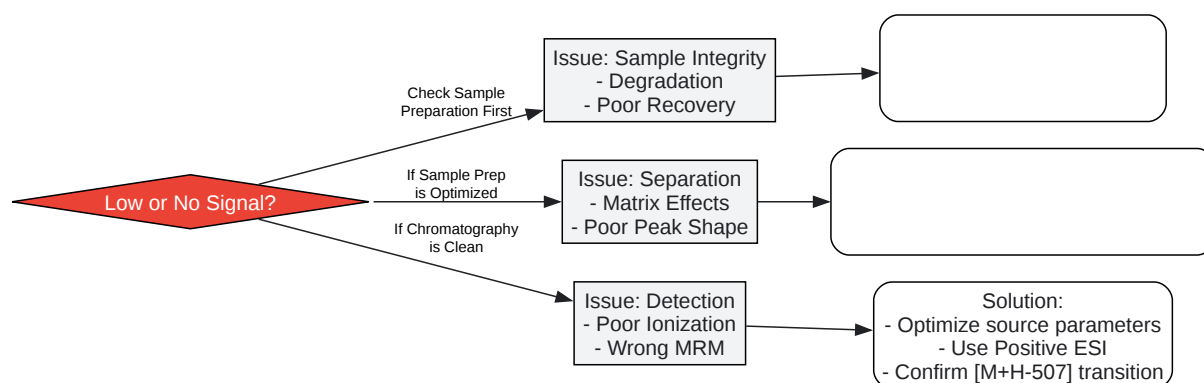 Low or No Signal?
Check Sample
Preparation First
Issue: Sample Integrity
- Degradation
- Poor Recovery
If Sample Prep
is Optimized
Issue: Separation
- Matrix Effects
- Poor Peak Shape
If Chromatography
is Clean
Issue: Detection
- Poor Ionization
- Wrong MRM
Solution:
- Optimize source parameters
- Use Positive ESI
- Confirm [M+H-507] transition